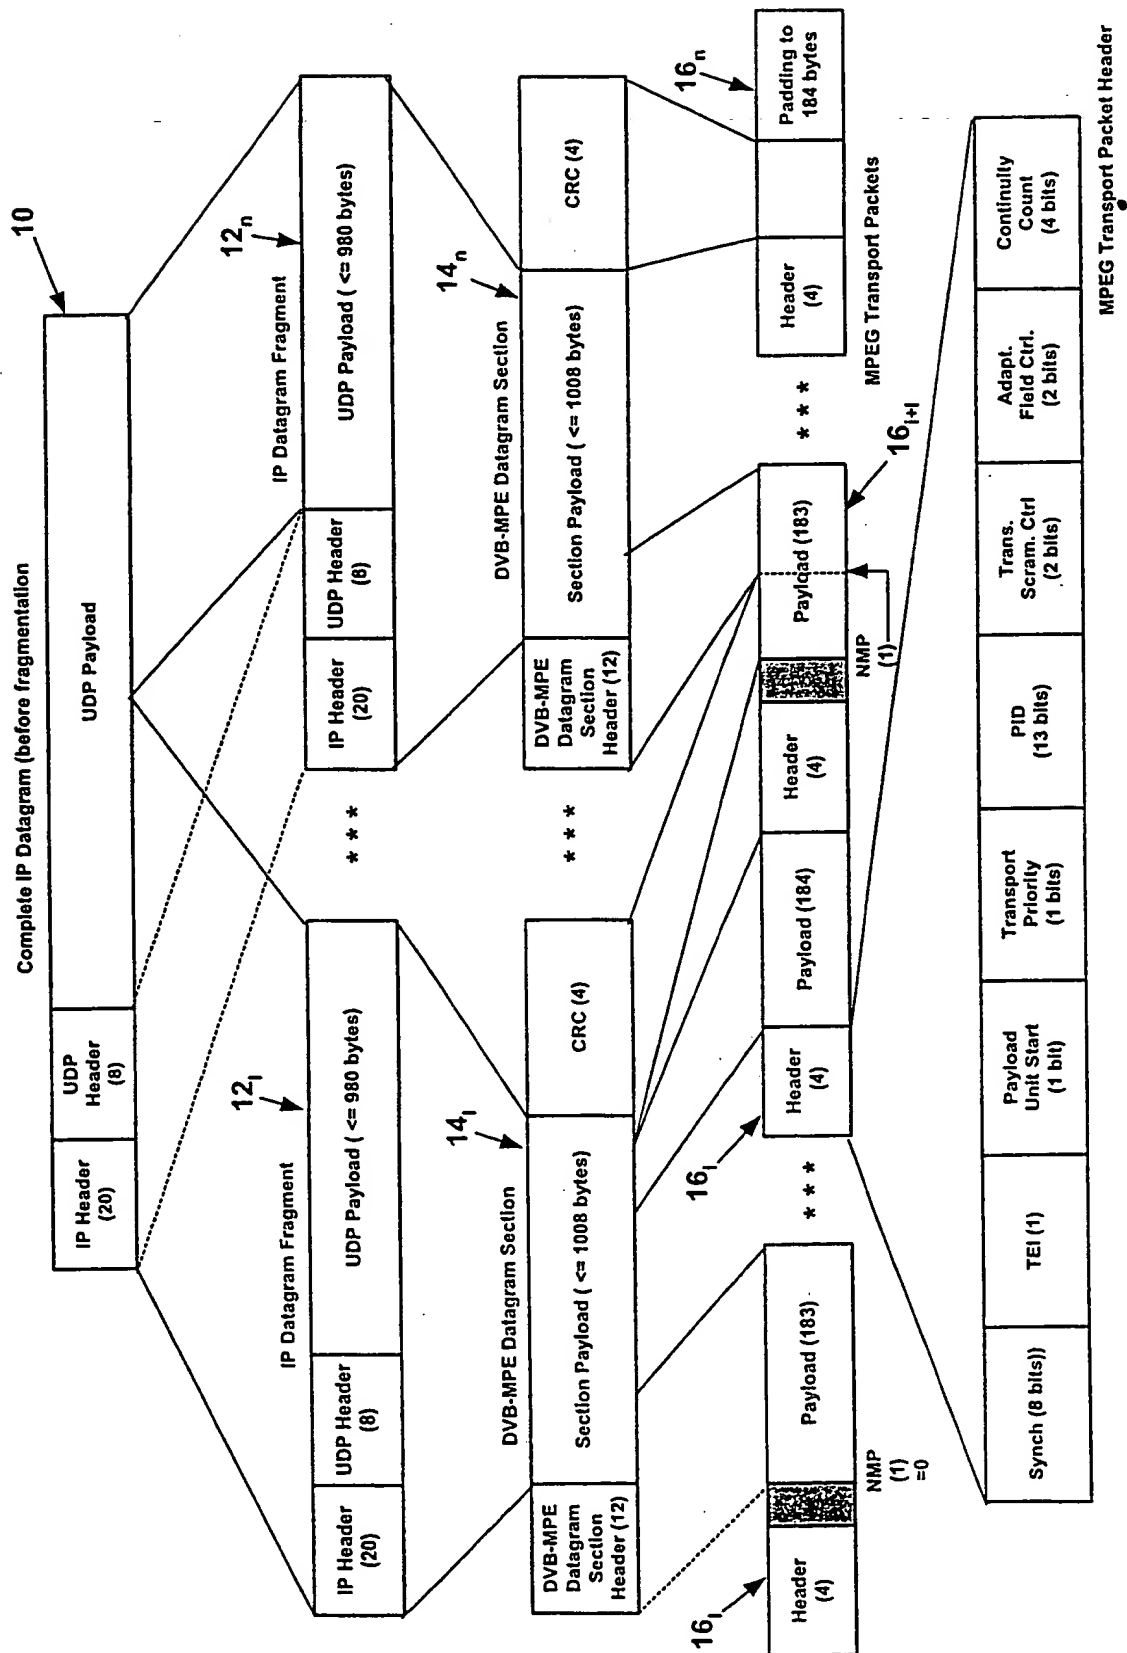 Complete IP Datagram (before fragmentation
10
IP Header
(20)
UDP
Header
(8)
UDP Payload
IP Datagram Fragment
12I
IP Header
(20)
UDP Header
(8)
UDP Payload ( <= 980 bytes)
* * *
IP Datagram Fragment
12n
IP Header
(20)
UDP Header
(8)
UDP Payload ( <= 980 bytes)
DVB-MPE Datagram Section
14I
DVB-MPE
Datagram
Section
Header (12)
Section Payload ( <= 1008 bytes)
CRC (4)
* * *
DVB-MPE Datagram Section
14n
DVB-MPE
Datagram
Section
Header (12)
Section Payload ( <= 1008 bytes)
CRC (4)
16I
Header
(4)
NMP
(1)
=0
Payload (183)
* * *
16I
Header
(4)
Payload (184)
Header
(4)
NMP
(1)
Payload (183)
16I+I
* * *
MPEG Transport Packets
Header
(4)
Padding to
184 bytes
16n
Synch (8 bits))
TEI (1)
Payload
Unit Start
(1 bit)
Transport
Priority
(1 bits)
PID
(13 bits)
Trans.
Scram. Ctrl
(2 bits)
Adapt.
Field Ctrl.
(2 bits)
Continuity
Count
(4 bits)
MPEG Transport Packet Header